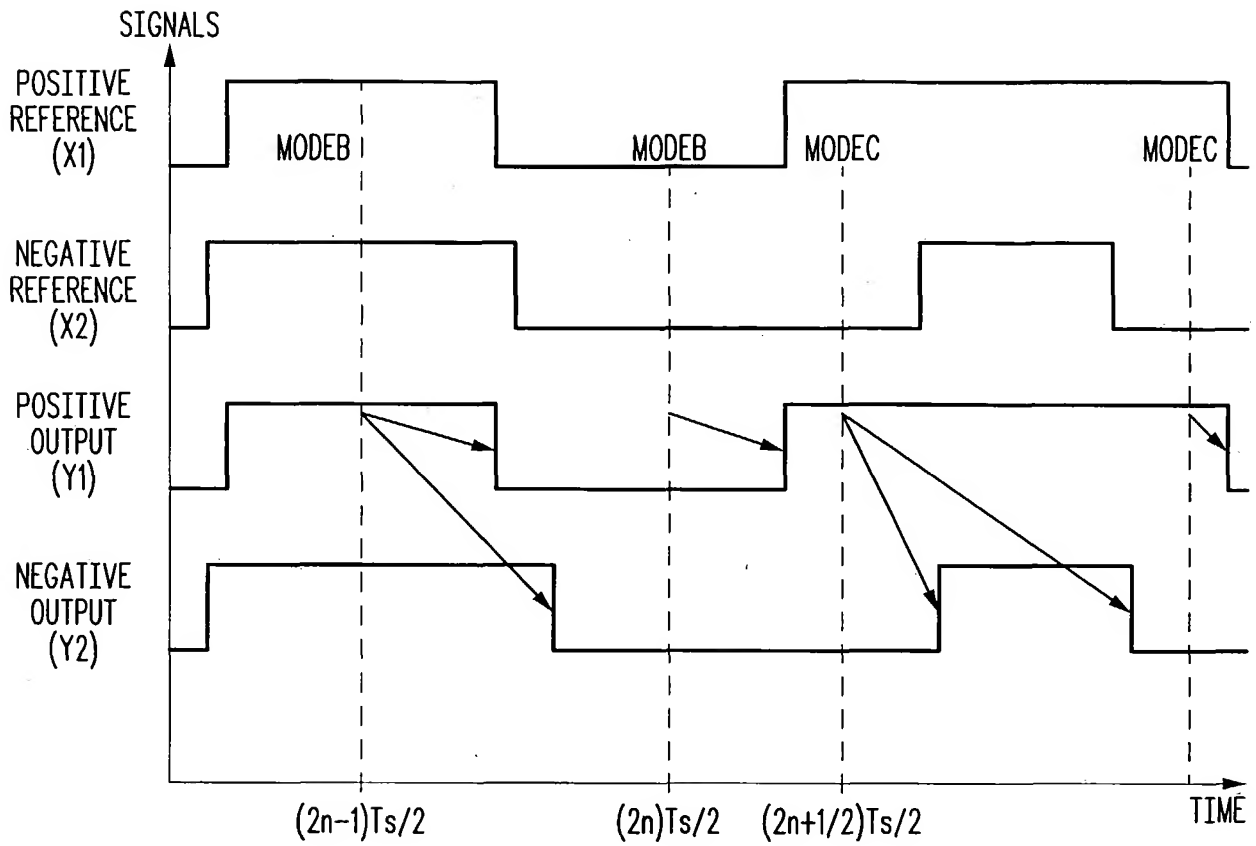 SIGNALS
POSITIVE
REFERENCE
(X1)
MODEB
MODEB
MODEC
MODEC
NEGATIVE
REFERENCE
(X2)
POSITIVE
OUTPUT
(Y1)
NEGATIVE
OUTPUT
(Y2)
(2n-1)Ts/2
(2n)Ts/2
(2n+1/2)Ts/2
TIME